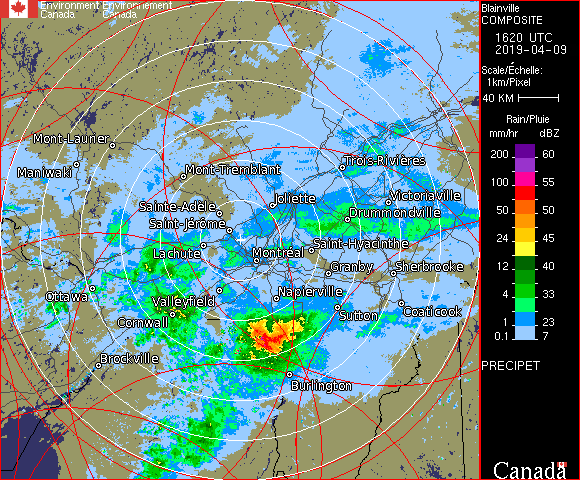 Environment Environnement
Canada Canada
Blainville
COMPOSITE
1620 UTC
2019-04-09
Scale/Échelle:
1km/Pixel
40 KM
Rain/Pluie
mm/hr dBZ
200 60
100 55
50 50
24 45
12 40
4 33
1 23
0.1 7
PRECIPET
Mont-Laurier
Maniwaki
Mont-Tremblant
Trois-Rivières
Sainte-Adèle
Joliette
Victoriaville
Saint-Jérôme
Drummondville
Lachute
Montréal
Saint-Hyacinthe
Granby
Sherbrooke
Ottawa
Valleyfield
Napierville
Cornwall
Sutton
Coaticook
Brockville
Burlington
Canada